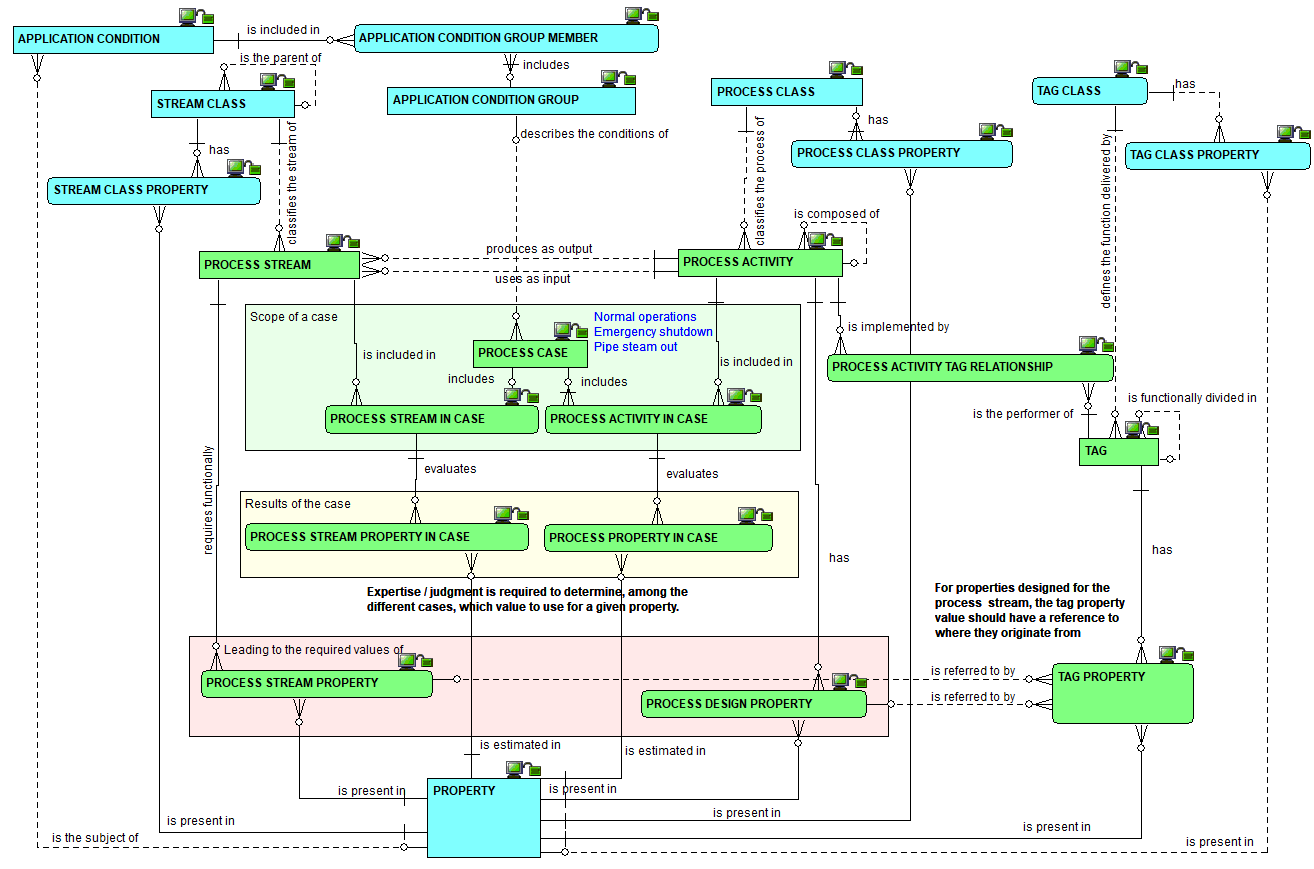 is included in
APPLICATION CONDITION
APPLICATION CONDITION GROUP MEMBER
is the parent of
includes
STREAM CLASS
APPLICATION CONDITION GROUP
PROCESS CLASS
TAG CLASS
has
has
describes the conditions of
has
classifies the stream of
classifies the process of
defines the function delivered by
STREAM CLASS PROPERTY
PROCESS CLASS PROPERTY
TAG CLASS PROPERTY
is composed of
PROCESS STREAM
produces as output
uses as input
PROCESS ACTIVITY
Scope of a case
Normal operations
Emergency shutdown
Pipe steam out
is implemented by
PROCESS CASE
is included in
is included in
PROCESS ACTIVITY TAG RELATIONSHIP
includes
includes
PROCESS STREAM IN CASE
PROCESS ACTIVITY IN CASE
is the performer of
is functionally divided in
TAG
evaluates
evaluates
requires functionally
Results of the case
PROCESS STREAM PROPERTY IN CASE
PROCESS PROPERTY IN CASE
has
has
Expertise / judgment is required to determine, among the
different cases, which value to use for a given property.
For properties designed for the
process stream, the tag property
value should have a reference to
where they originate from
Leading to the required values of
PROCESS STREAM PROPERTY
is referred to by
TAG PROPERTY
PROCESS DESIGN PROPERTY
is referred to by
is estimated in
is estimated in
PROPERTY
is present in
is present in
is present in
is present in
is present in
is the subject of
is present in